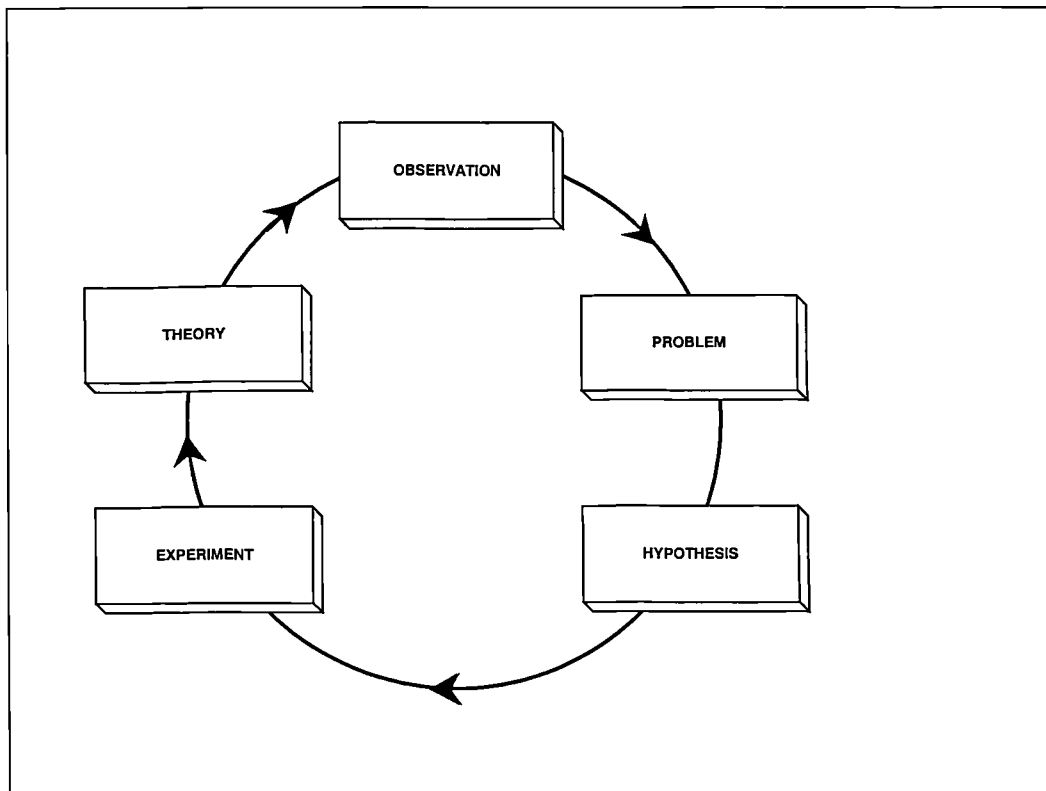 OBSERVATION
THEORY
PROBLEM
EXPERIMENT
HYPOTHESIS